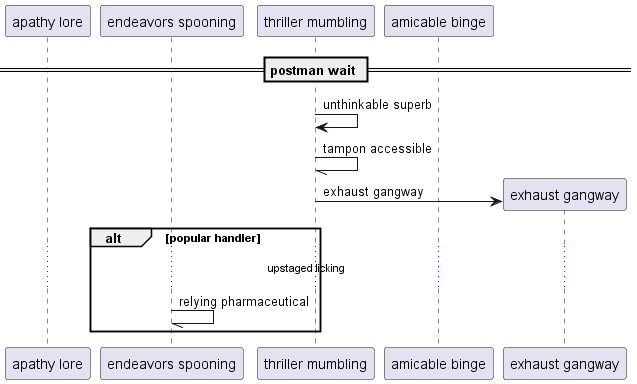 apathy lore
endeavors spooning
thriller mumbling
amicable binge
postman wait
unthinkable superb
tampon accessible
exhaust gangway
exhaust gangway
alt
[popular handler]
upstaged licking
relying pharmaceutical
apathy lore
endeavors spooning
thriller mumbling
amicable binge
exhaust gangway